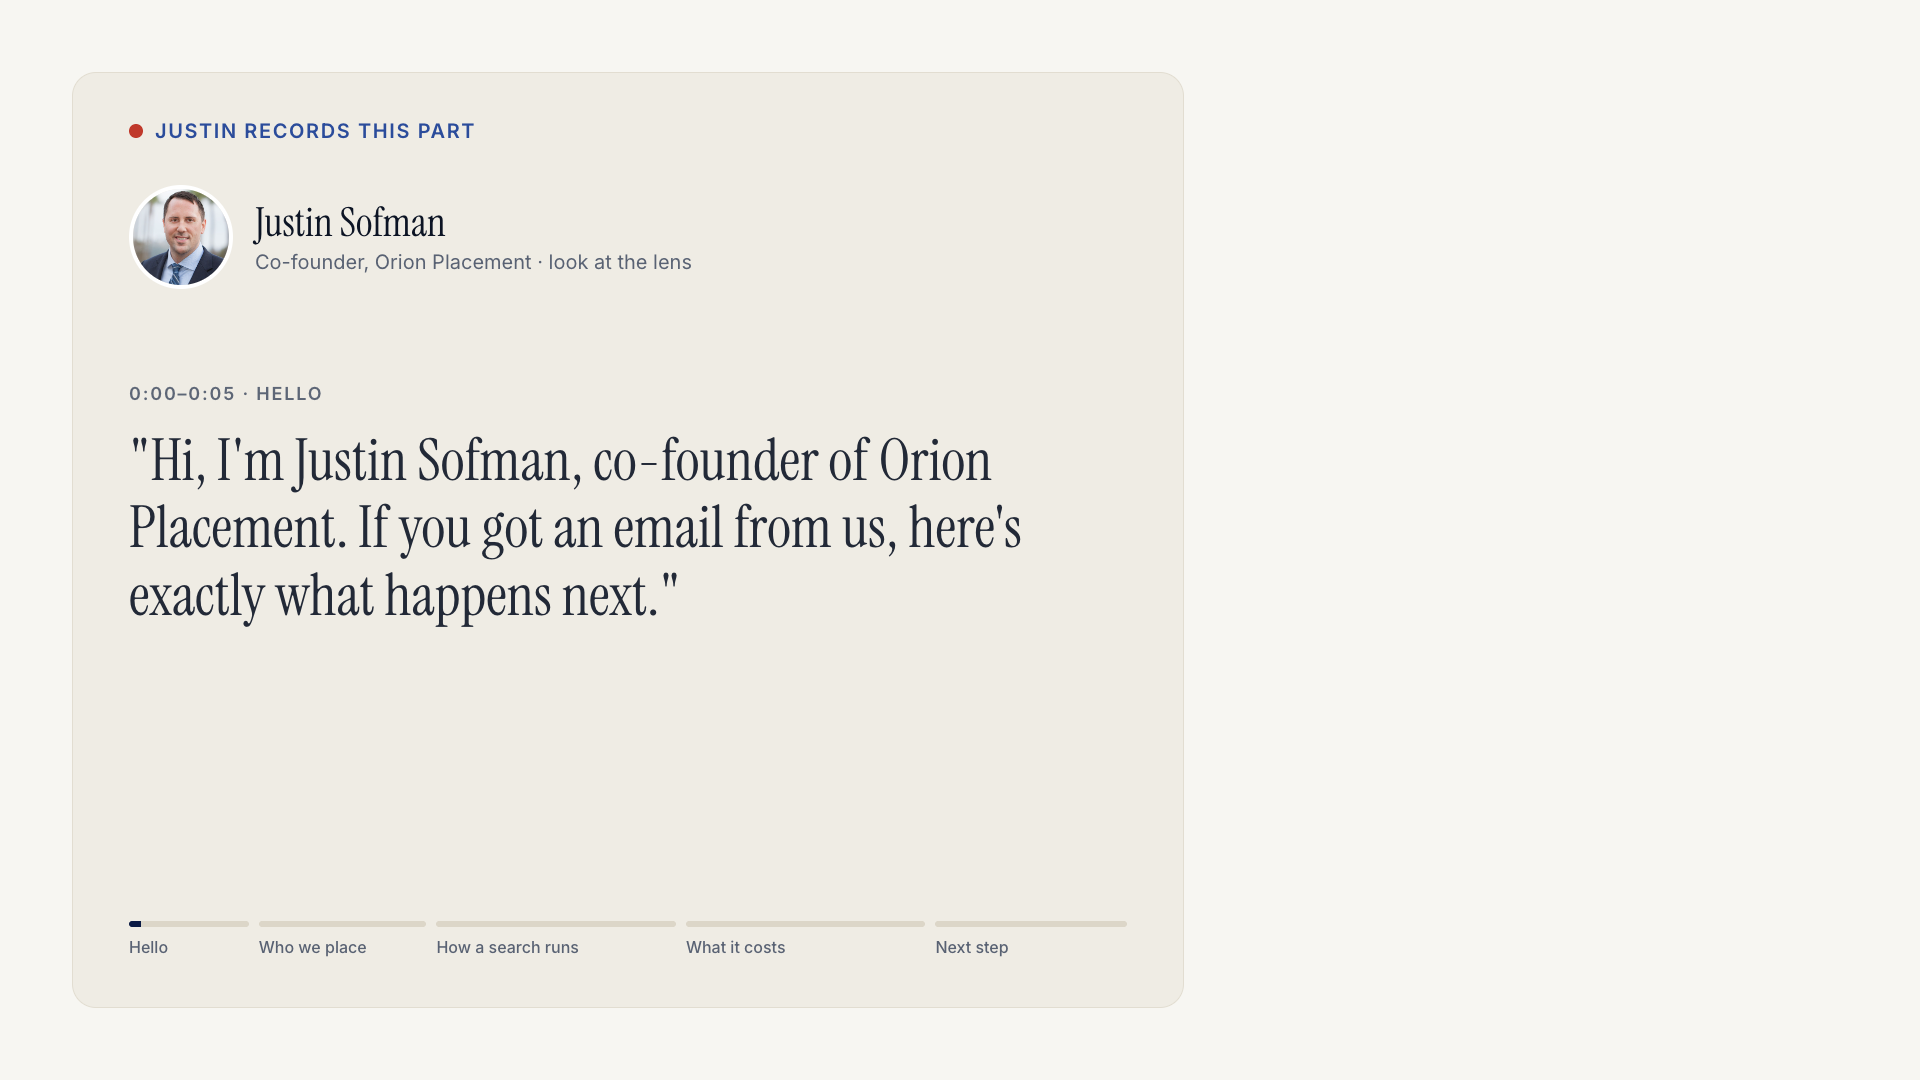 JUSTIN RECORDS THIS PART
Justin Sofman
Co-founder, Orion Placement · look at the lens
0:00–0:05 · HELLO
"Hi, I'm Justin Sofman, co-founder of Orion
Placement. If you got an email from us, here's
exactly what happens next."
Hello
Who we place
How a search runs
What it costs
Next step